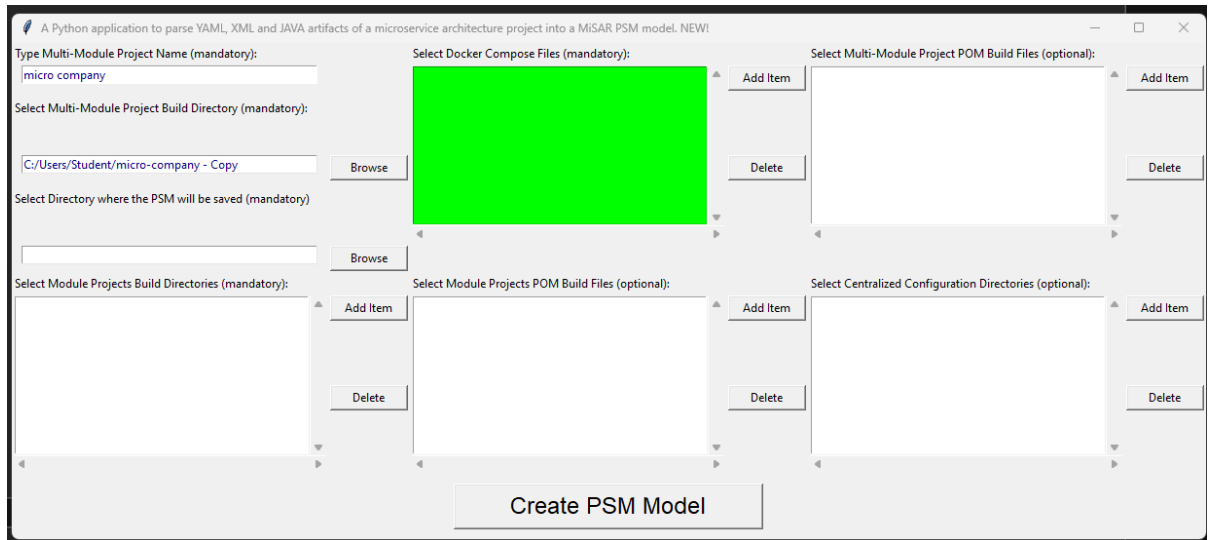 A Python application to parse YAML, XML and JAVA artifacts of a microservice architecture project into a MiSAR PSM model. NEW!
Type Multi-Module Project Name (mandatory):
micro company
Select Multi-Module Project Build Directory (mandatory):
C:/Users/Student/micro-company - Copy
Browse
Select Directory where the PSM will be saved (mandatory)
Browse
Select Docker Compose Files (mandatory):
Add Item
Delete
Select Multi-Module Project POM Build Files (optional):
Add Item
Delete
Select Module Projects Build Directories (mandatory):
Add Item
Delete
Select Module Projects POM Build Files (optional):
Add Item
Delete
Select Centralized Configuration Directories (optional):
Add Item
Delete
Create PSM Model